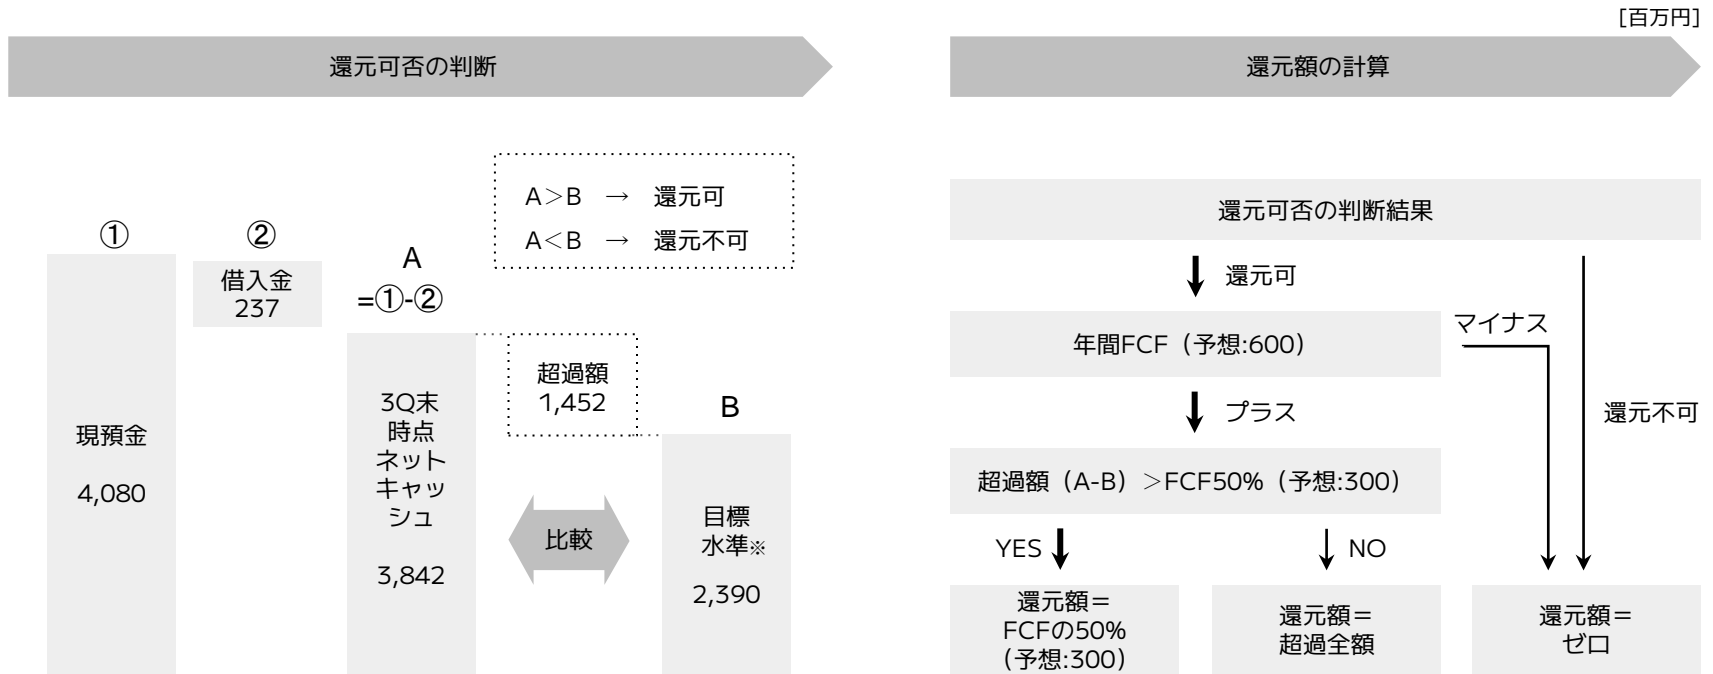 [百万円]
還元可否の判断
A＞B → 還元可
A＜B → 還元不可
①
現預金
4,080
②
借入金
237
A
=①-②
3Q末
時点
ネット
キャッ
シュ
3,842
超過額
1,452
比較
B
目標
水準※
2,390
還元額の計算
還元可否の判断結果
還元可
年間FCF（予想:600）
マイナス
プラス
還元不可
超過額（A-B）＞FCF50%（予想:300）
YES
NO
還元額＝
FCFの50%
（予想:300）
還元額＝
超過全額
還元額＝
ゼロ